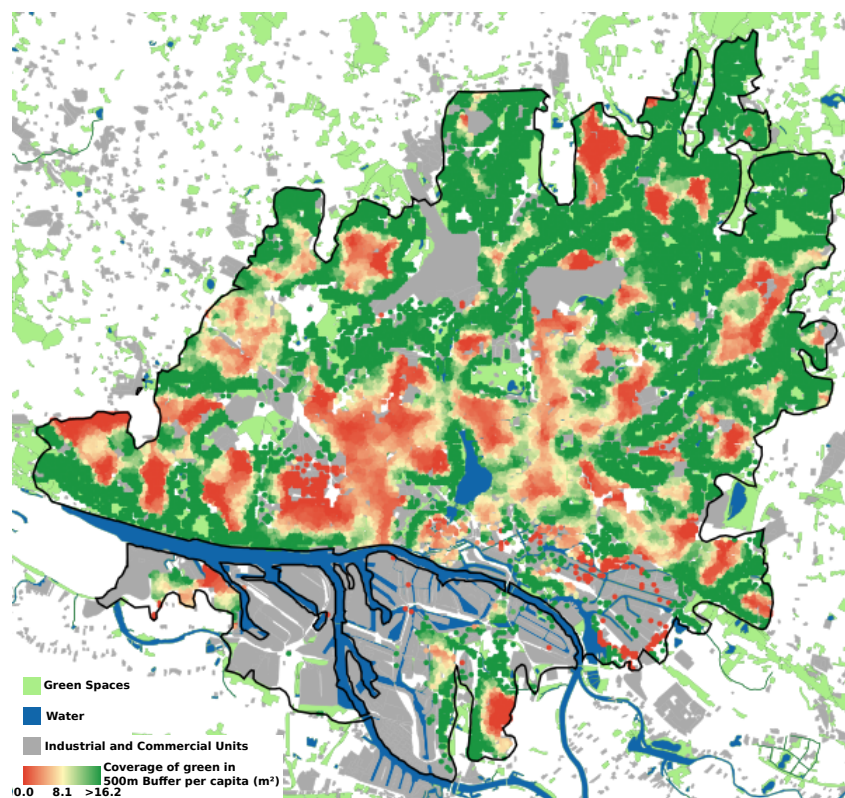 Green Spaces
Water
Industrial and Commercial Units
Coverage of green in
500m Buffer per capita (m²)
00.0 8.1 >16.2